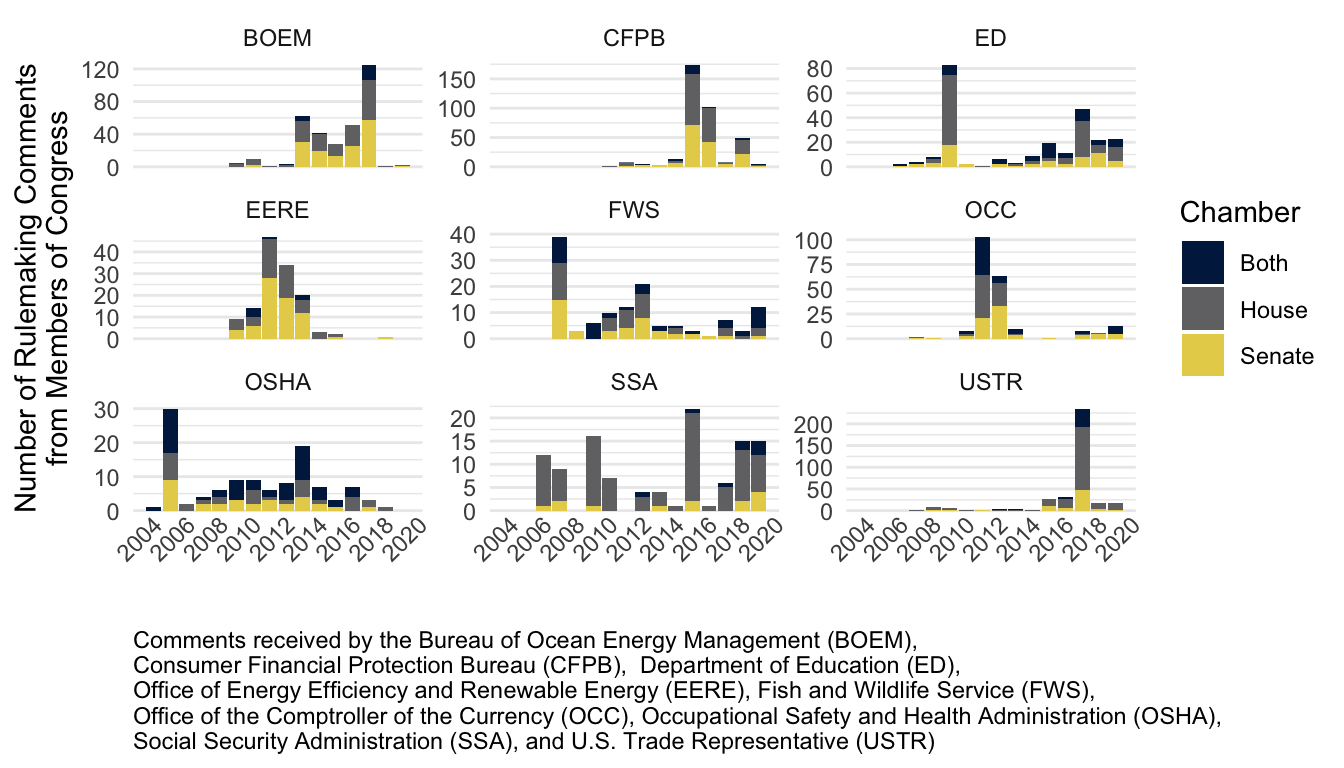 Number of Rulemaking Comments
from Members of Congress
BOEM
120
80
40
0
CFPB
150
100
50
0
ED
80
60
40
20
0
EERE
40
30
20
10
0
FWS
40
30
20
10
0
OCC
100
75
50
25
0
OSHA
30
20
10
0
2004 2006 2008 2010 2012 2014 2016 2018 2020
SSA
20
15
10
5
0
2004 2006 2008 2010 2012 2014 2016 2018 2020
USTR
200
150
100
50
0
2004 2006 2008 2010 2012 2014 2016 2018 2020
Chamber
Both
House
Senate
Comments received by the Bureau of Ocean Energy Management (BOEM),
Consumer Financial Protection Bureau (CFPB),  Department of Education (ED),
Office of Energy Efficiency and Renewable Energy (EERE), Fish and Wildlife Service (FWS),
Office of the Comptroller of the Currency (OCC), Occupational Safety and Health Administration (OSHA),
Social Security Administration (SSA), and U.S. Trade Representative (USTR)